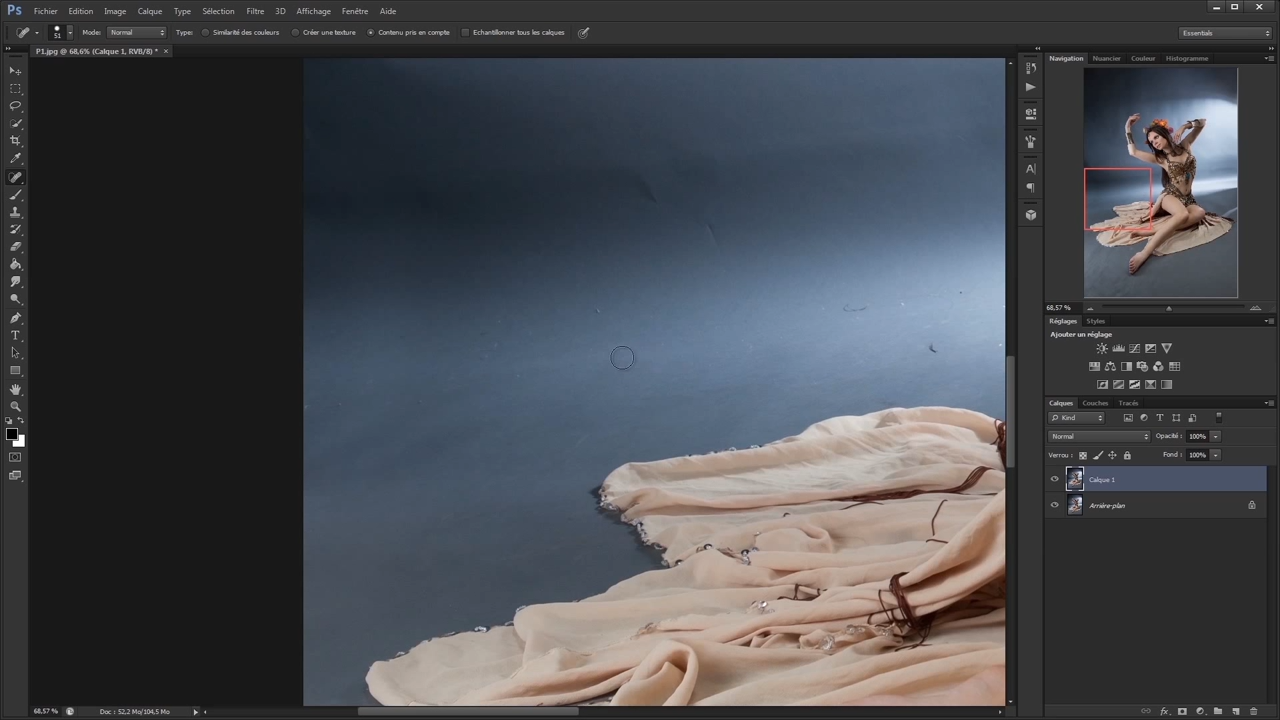 Ps Fichier Edition Image Calque Type Sélection Filtre 3D Affichage Fenêtre Aide
51 Mode: Normal Type: Similarité des couleurs Créer une texture Contenu pris en compte Echantillonner tous les calques Essentials
P1.jpg @ 68,6% (Calque 1, RVB/8) * ×
Navigation Nuancier Couleur Histogramme
68,57 %
Réglages Styles
Ajouter un réglage
Calques Couches Tracés
Kind
Normal Opacité: 100%
Verrou: Fond: 100%
Calque 1
Arrière-plan
68,57 % Doc : 52,2 Mo/104,5 Mo